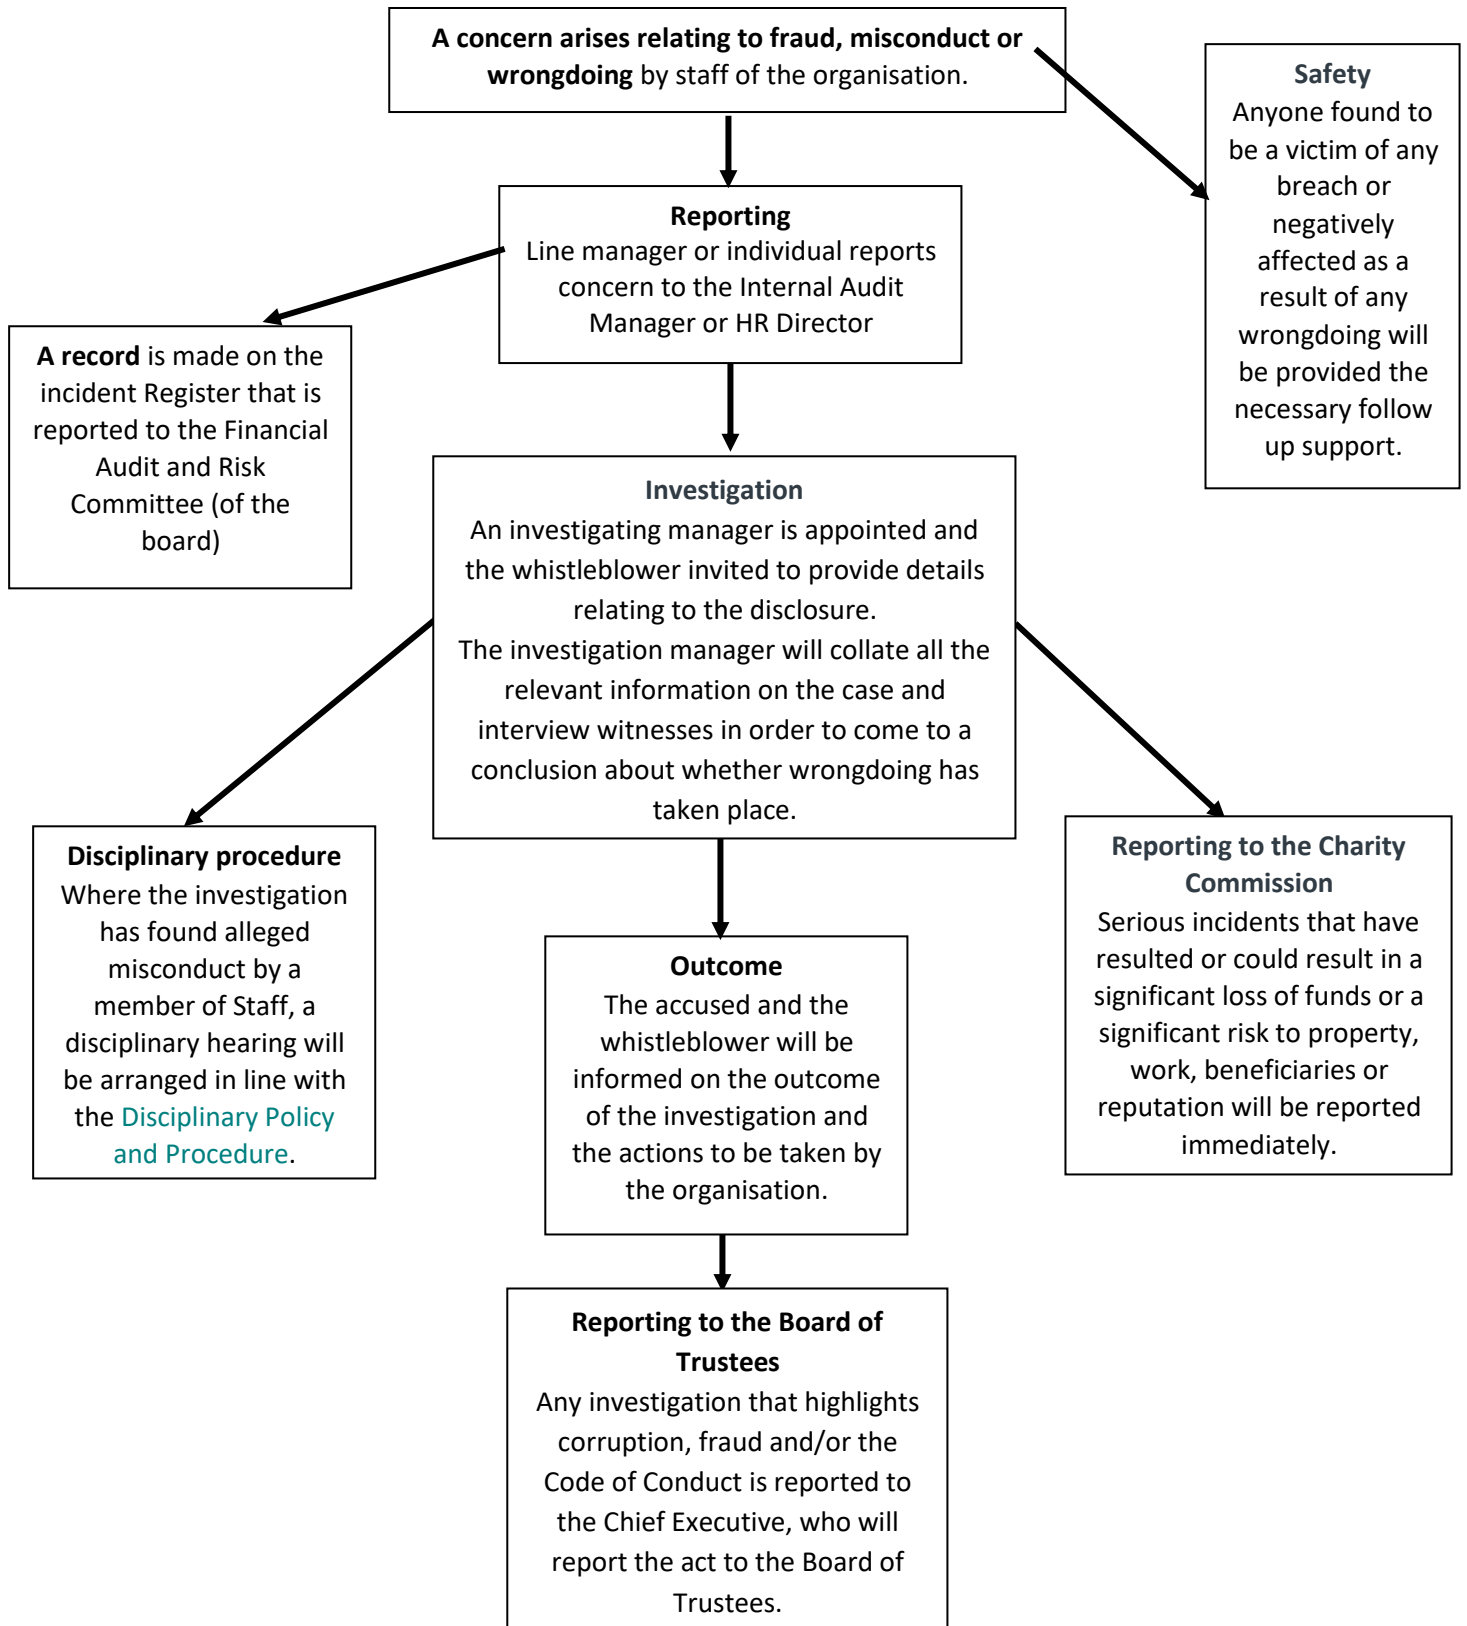 A concern arises relating to fraud, misconduct or
wrongdoing by staff of the organisation.
Safety
Anyone found to
be a victim of any
breach or
negatively
affected as a
result of any
wrongdoing will
be provided the
necessary follow
up support.
Reporting
Line manager or individual reports
concern to the Internal Audit
Manager or HR Director
A record is made on the
incident Register that is
reported to the Financial
Audit and Risk
Committee (of the
board)
Investigation
An investigating manager is appointed and
the whistleblower invited to provide details
relating to the disclosure.
The investigation manager will collate all the
relevant information on the case and
interview witnesses in order to come to a
conclusion about whether wrongdoing has
taken place.
Disciplinary procedure
Where the investigation
has found alleged
misconduct by a
member of Staff, a
disciplinary hearing will
be arranged in line with
the Disciplinary Policy
and Procedure.
Outcome
The accused and the
whistleblower will be
informed on the outcome
of the investigation and
the actions to be taken by
the organisation.
Reporting to the Charity
Commission
Serious incidents that have
resulted or could result in a
significant loss of funds or a
significant risk to property,
work, beneficiaries or
reputation will be reported
immediately.
Reporting to the Board of
Trustees
Any investigation that highlights
corruption, fraud and/or the
Code of Conduct is reported to
the Chief Executive, who will
report the act to the Board of
Trustees.